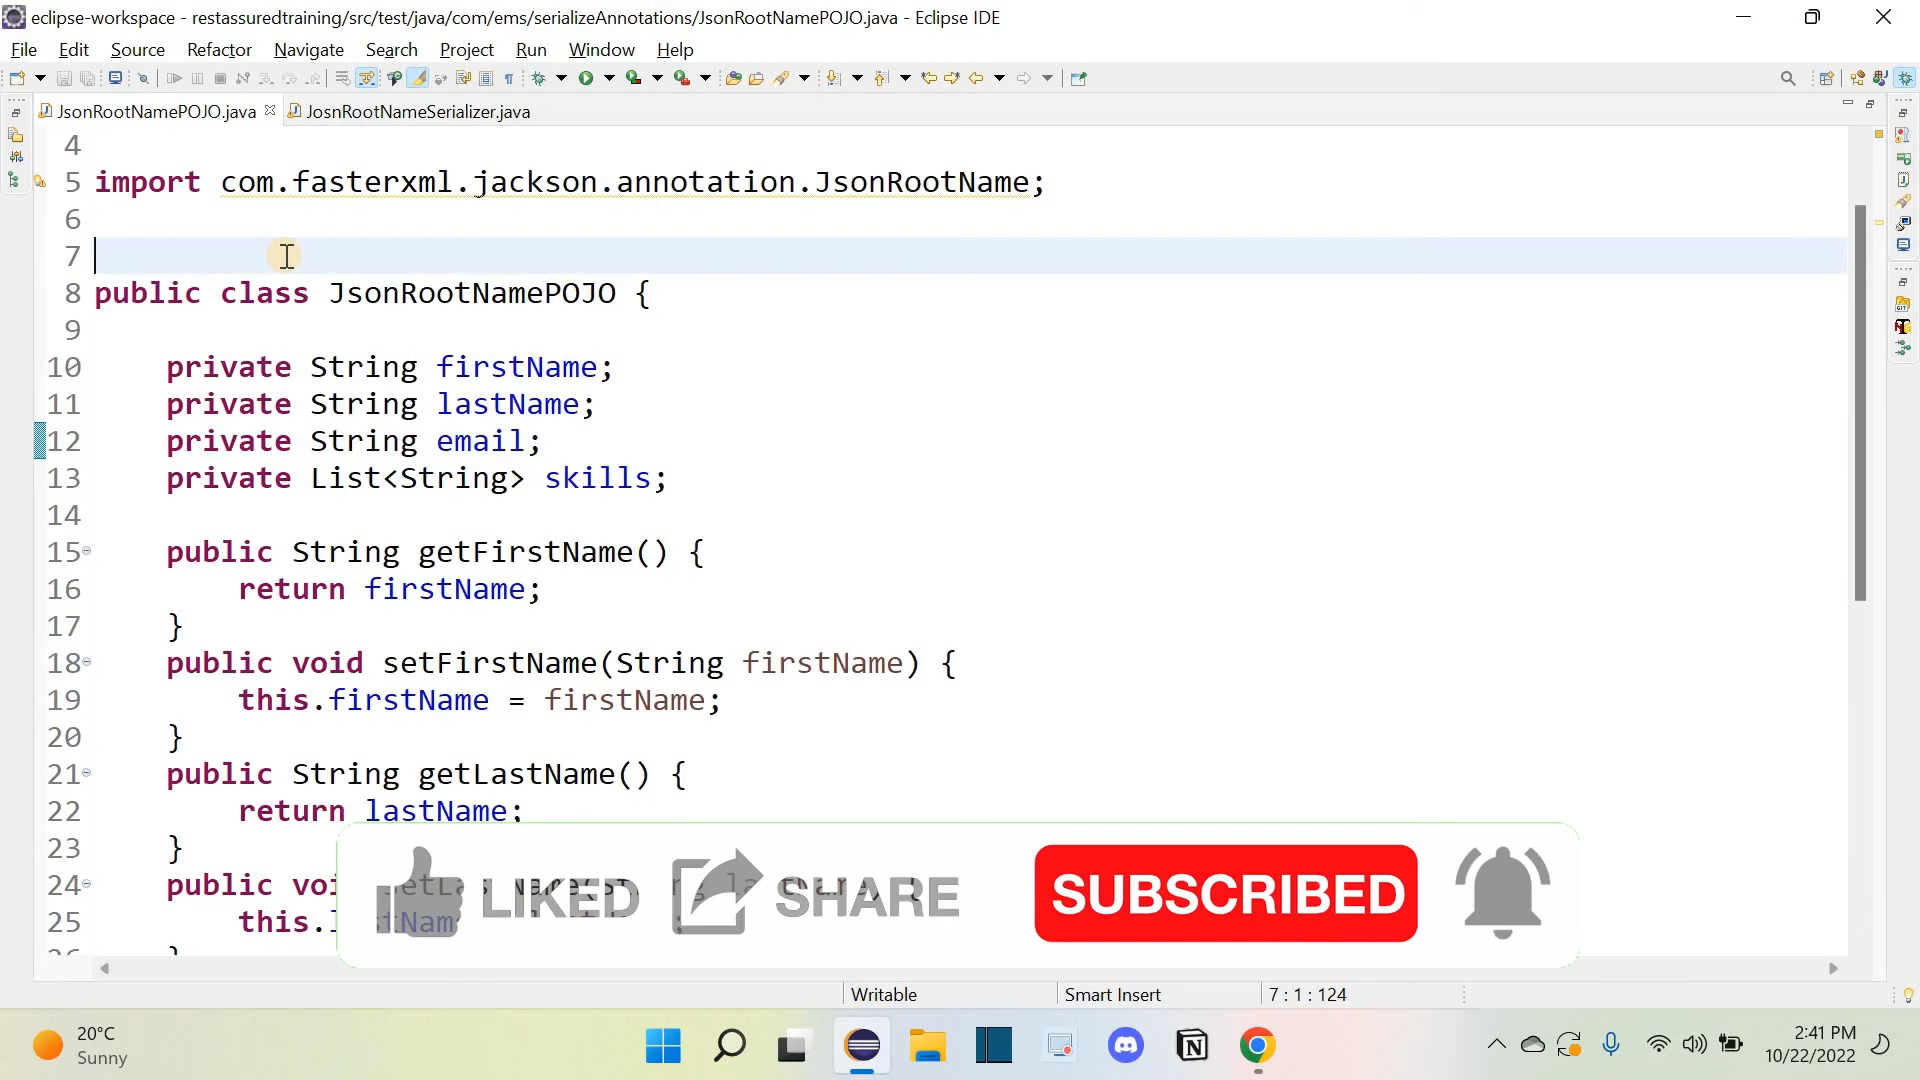 eclipse-workspace - restassuredtraining/src/test/java/com/ems/serializeAnnotations/JsonRootNamePOJO.java - Eclipse IDE
File Edit Source Refactor Navigate Search Project Run Window Help
JsonRootNamePOJO.java JosnRootNameSerializer.java
4
5 import com.fasterxml.jackson.annotation.JsonRootName;
6
7
8 public class JsonRootNamePOJO {
9
10 private String firstName;
11 private String lastName;
12 private String email;
13 private List<String> skills;
14
15 public String getFirstName() {
16 return firstName;
17 }
18 public void setFirstName(String firstName) {
19 this.firstName = firstName;
20 }
21 public String getLastName() {
22 return lastName;
23 }
24 public
25 this.
LIKED SHARE SUBSCRIBED
Writable Smart Insert 7 : 1 : 124
20°C
Sunny
2:41 PM
10/22/2022